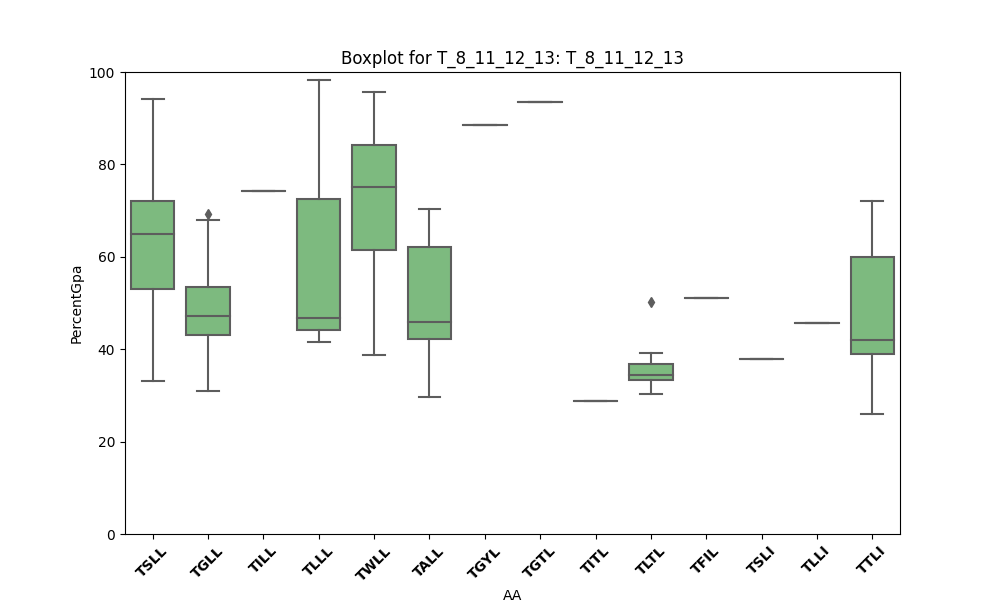 Boxplot for T_8_11_12_13: T_8_11_12_13
100
80
60
40
20
0
PercentGpa
TSLL TGLL TILL TLLL TWLL TALL TGYL TGTL TITL TLTL TFIL TSLI TLLI TTLI
AA